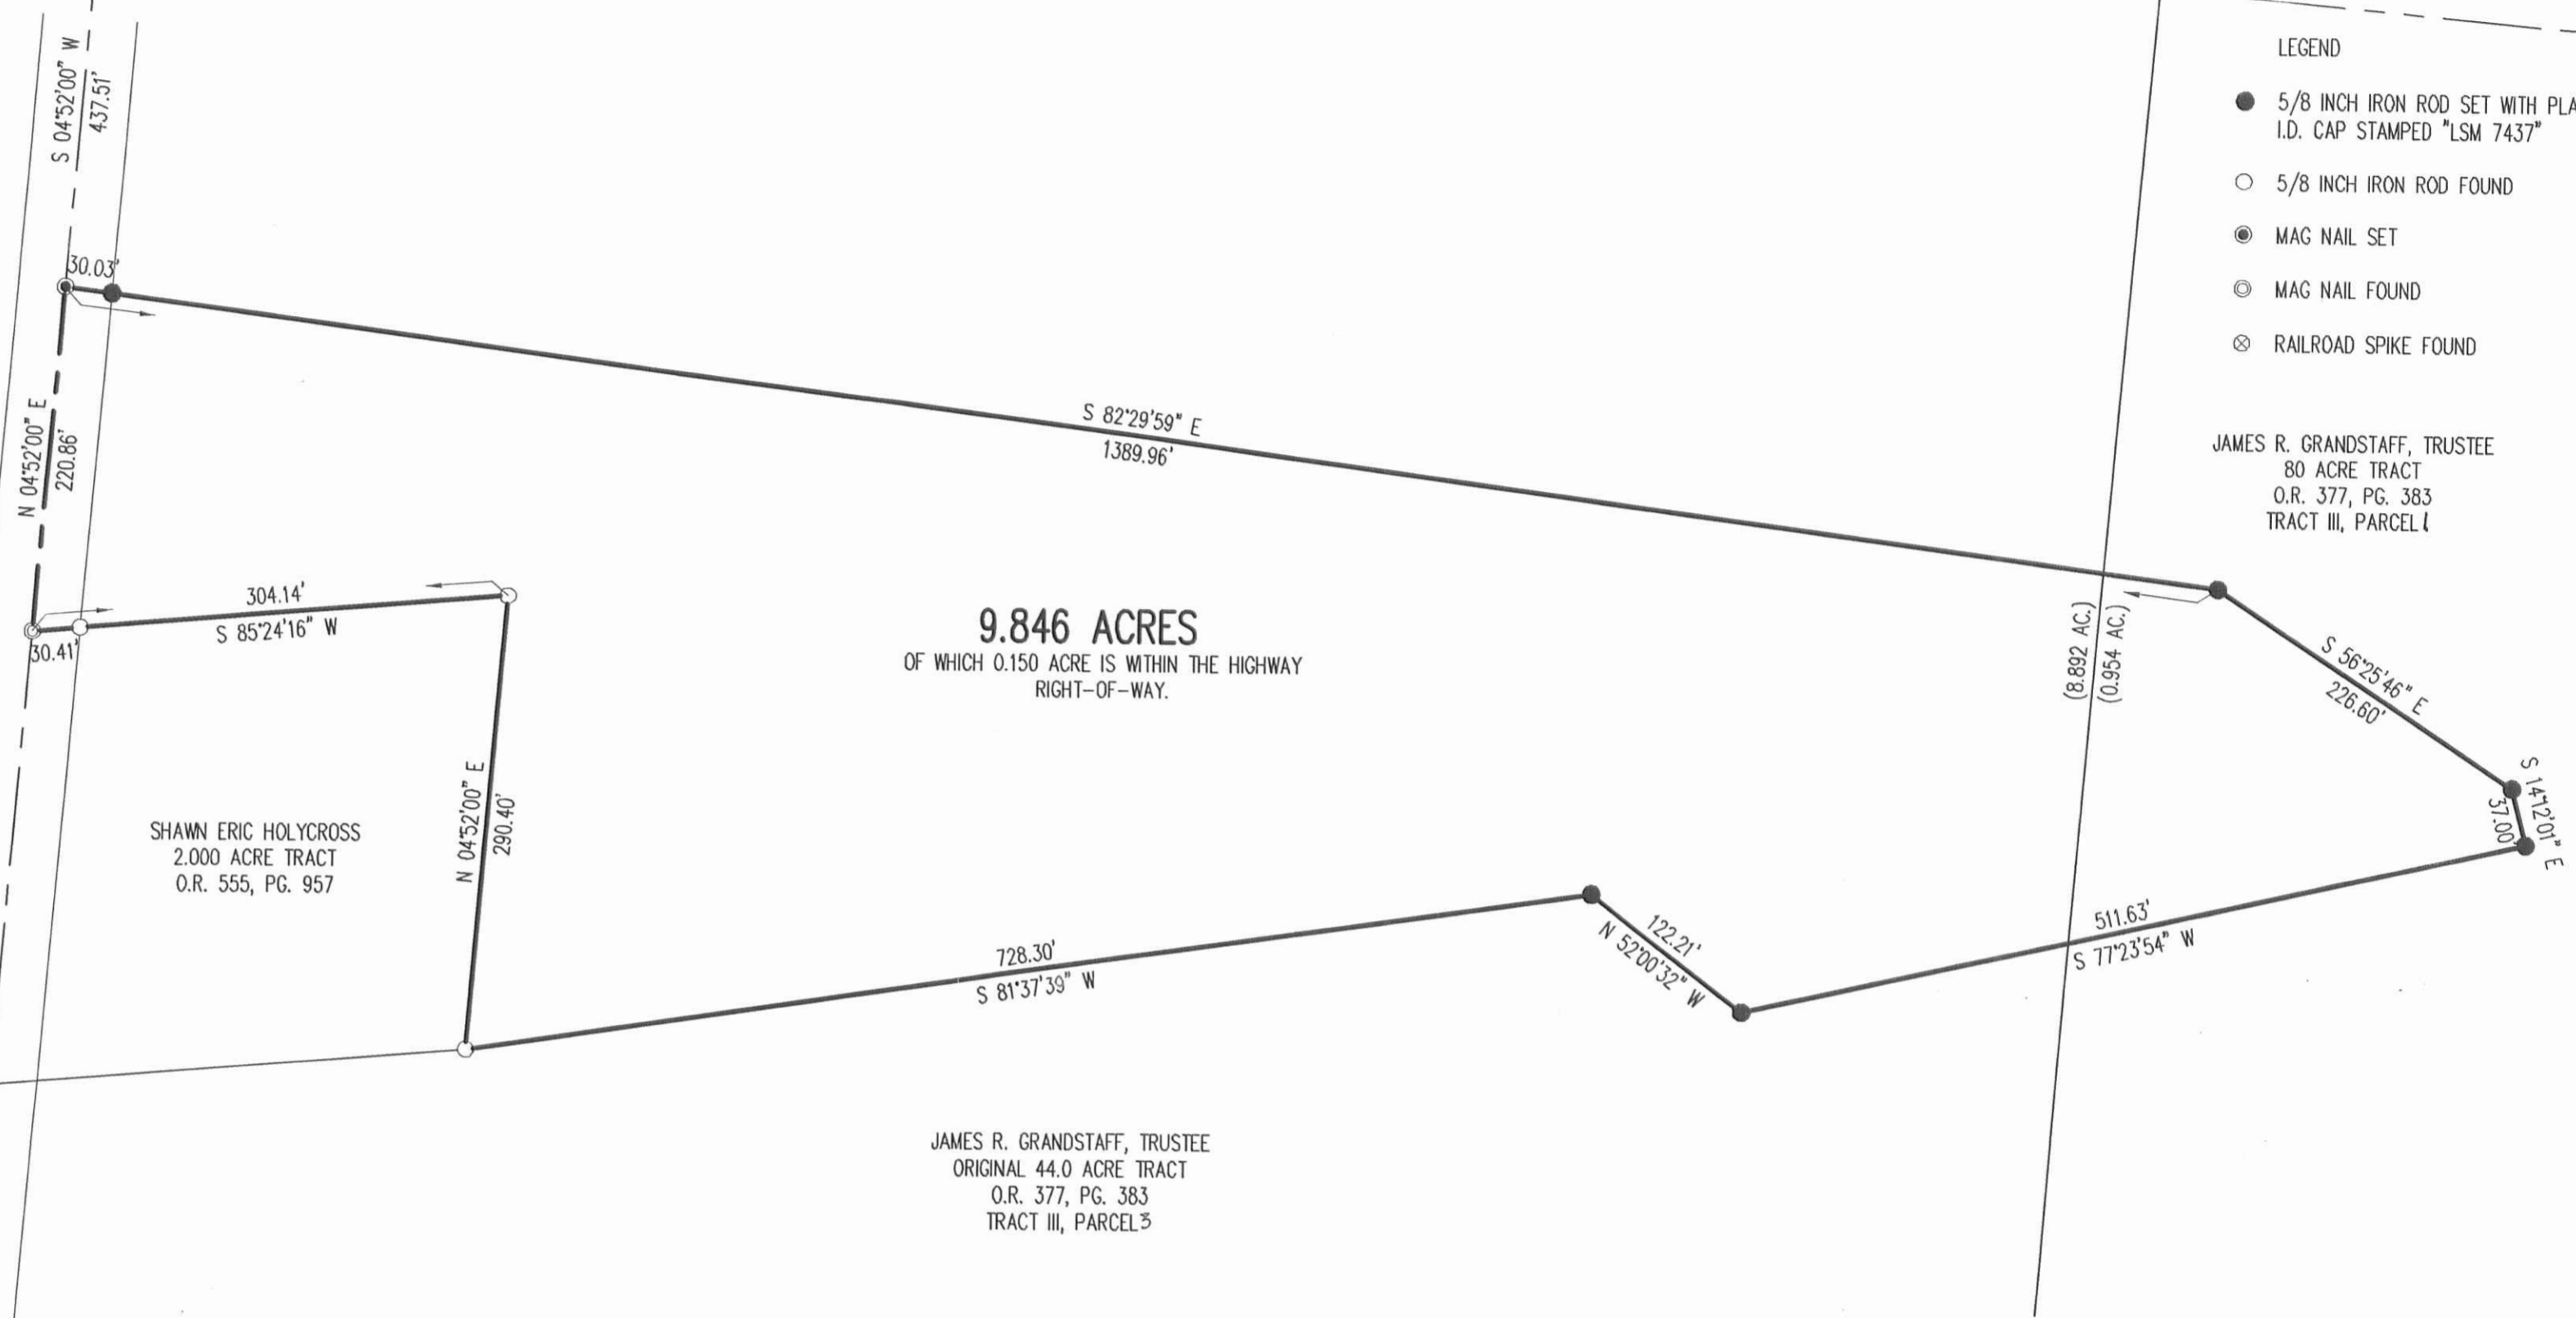 S 04°52'00" W
437.51'
LEGEND
5/8 INCH IRON ROD SET WITH PLA
I.D. CAP STAMPED "LSM 7437"
5/8 INCH IRON ROD FOUND
MAG NAIL SET
MAG NAIL FOUND
RAILROAD SPIKE FOUND
30.03'
S 82°29'59" E
1389.96'
JAMES R. GRANDSTAFF, TRUSTEE
80 ACRE TRACT
O.R. 377, PG. 383
TRACT III, PARCEL 1
N 04°52'00" E
220.86'
304.14'
S 85°24'16" W
30.41'
9.846 ACRES
OF WHICH 0.150 ACRE IS WITHIN THE HIGHWAY
RIGHT-OF-WAY.
(8.892 AC.)
(0.954 AC.)
S 56°25'46" E
226.60'
S 14°12'01" E
37.00'
N 04°52'00" E
290.40'
SHAWN ERIC HOLYCROSS
2.000 ACRE TRACT
O.R. 555, PG. 957
728.30'
S 81°37'39" W
122.21'
N 52°00'32" W
511.63'
S 77°23'54" W
JAMES R. GRANDSTAFF, TRUSTEE
ORIGINAL 44.0 ACRE TRACT
O.R. 377, PG. 383
TRACT III, PARCEL 3